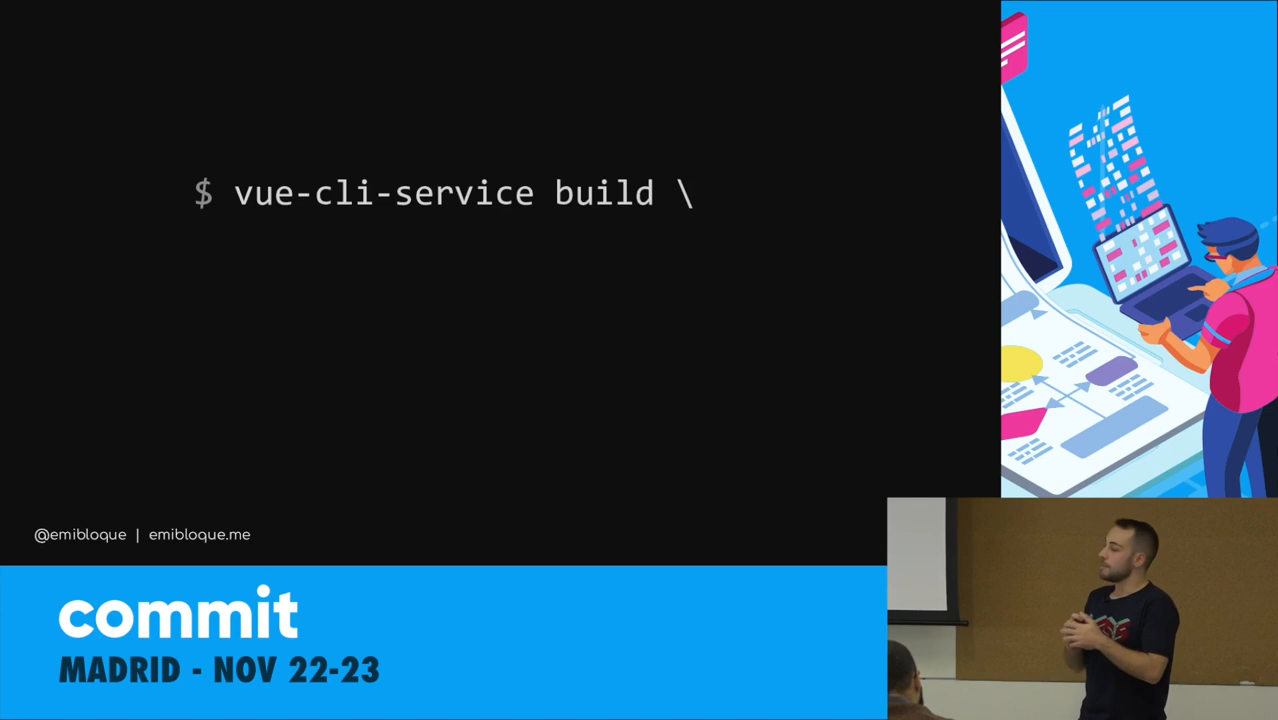 $ vue-cli-service build \
@emibloque | emibloque.me
commit
MADRID - NOV 22-23